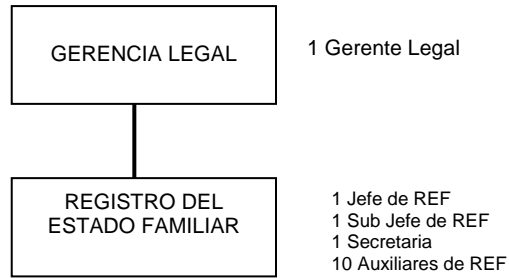 GERENCIA LEGAL
1 Gerente Legal
REGISTRO DEL
ESTADO FAMILIAR
1 Jefe de REF
1 Sub Jefe de REF
1 Secretaria
10 Auxiliares de REF